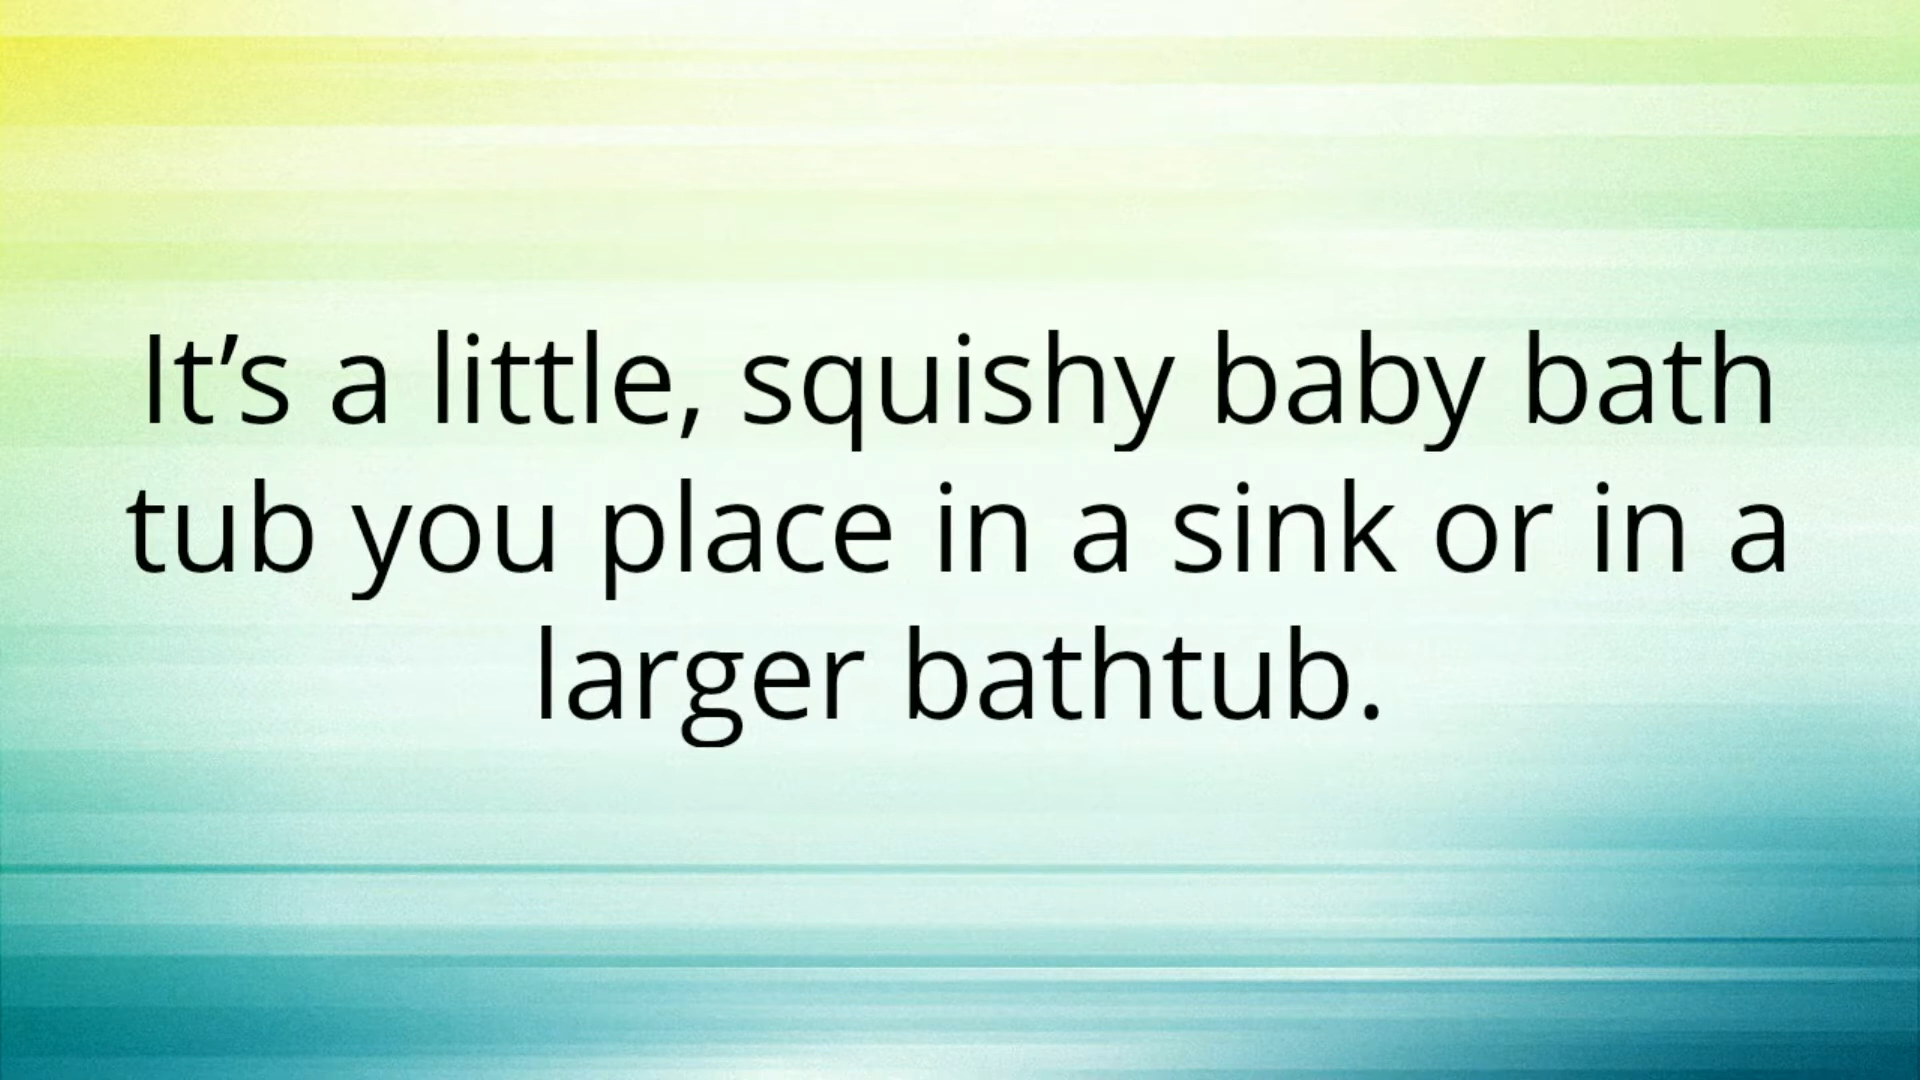 It’s a little, squishy baby bath
tub you place in a sink or in a
larger bathtub.